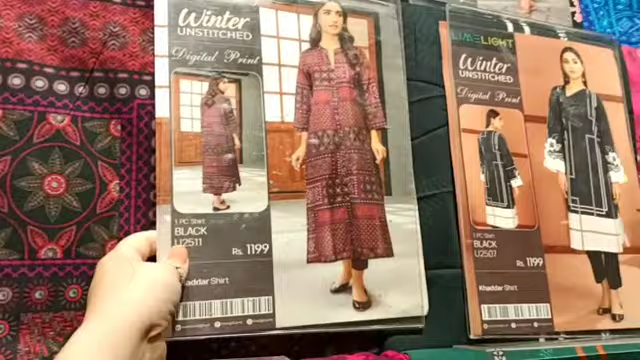 Winter
UNSTITCHED
Digital Print
1 PC Shirt
BLACK
U2511
Rs. 1199
Khaddar Shirt
LIMELIGHT
Winter
UNSTITCHED
Digital Print
1 PC Shirt
BLACK
U2507
Rs. 1199
Khaddar Shirt